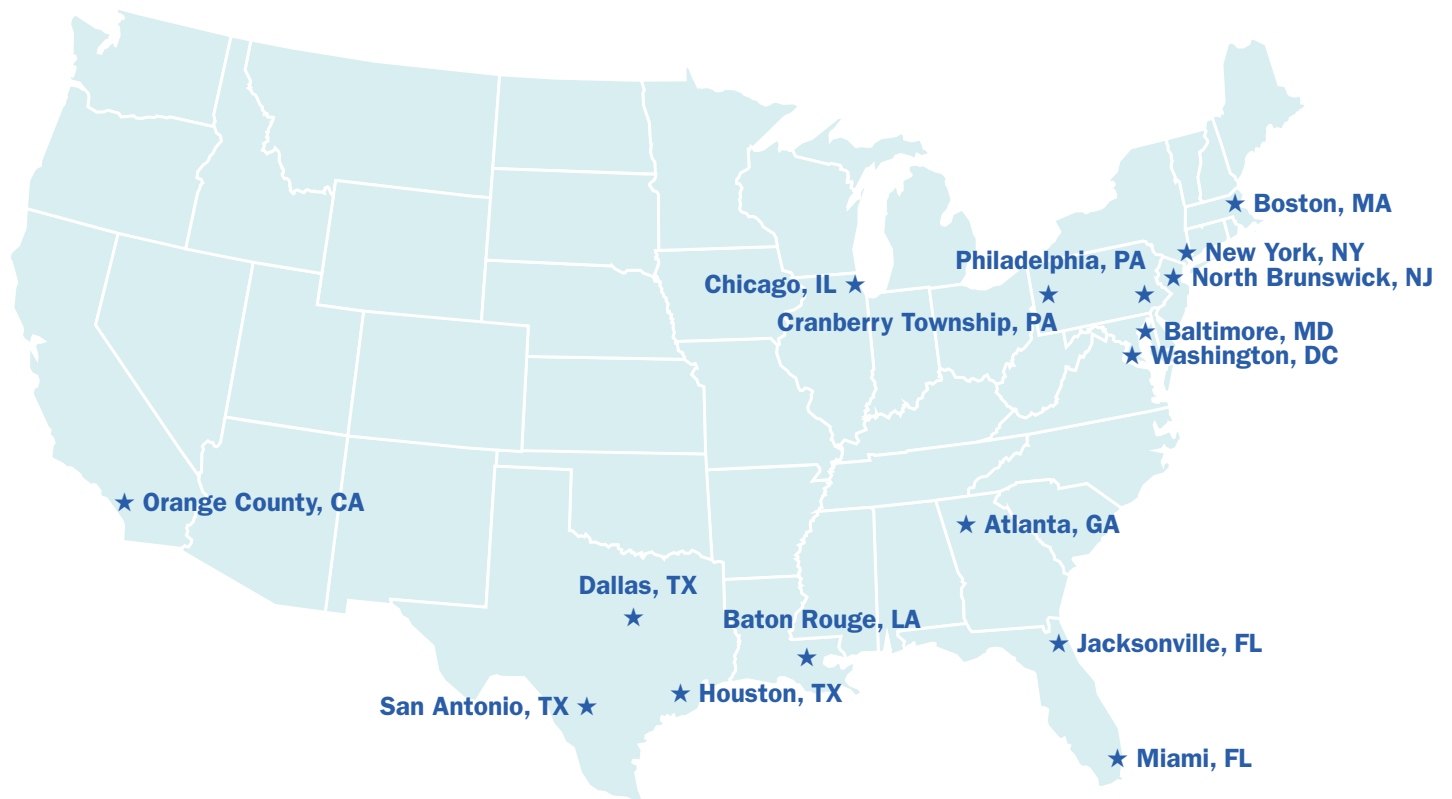 Boston, MA
New York, NY
Philadelphia, PA
North Brunswick, NJ
Chicago, IL
Cranberry Township, PA
Baltimore, MD
Washington, DC
Orange County, CA
Atlanta, GA
Dallas, TX
Baton Rouge, LA
Jacksonville, FL
Houston, TX
San Antonio, TX
Miami, FL